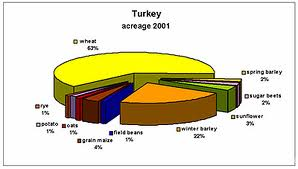 Turkey
acreage 2001
wheat
63%
spring barley
2%
sugar beets
2%
sunflower
3%
winter barley
22%
field beans
1%
grain maize
4%
oats
1%
potato
1%
rye
1%